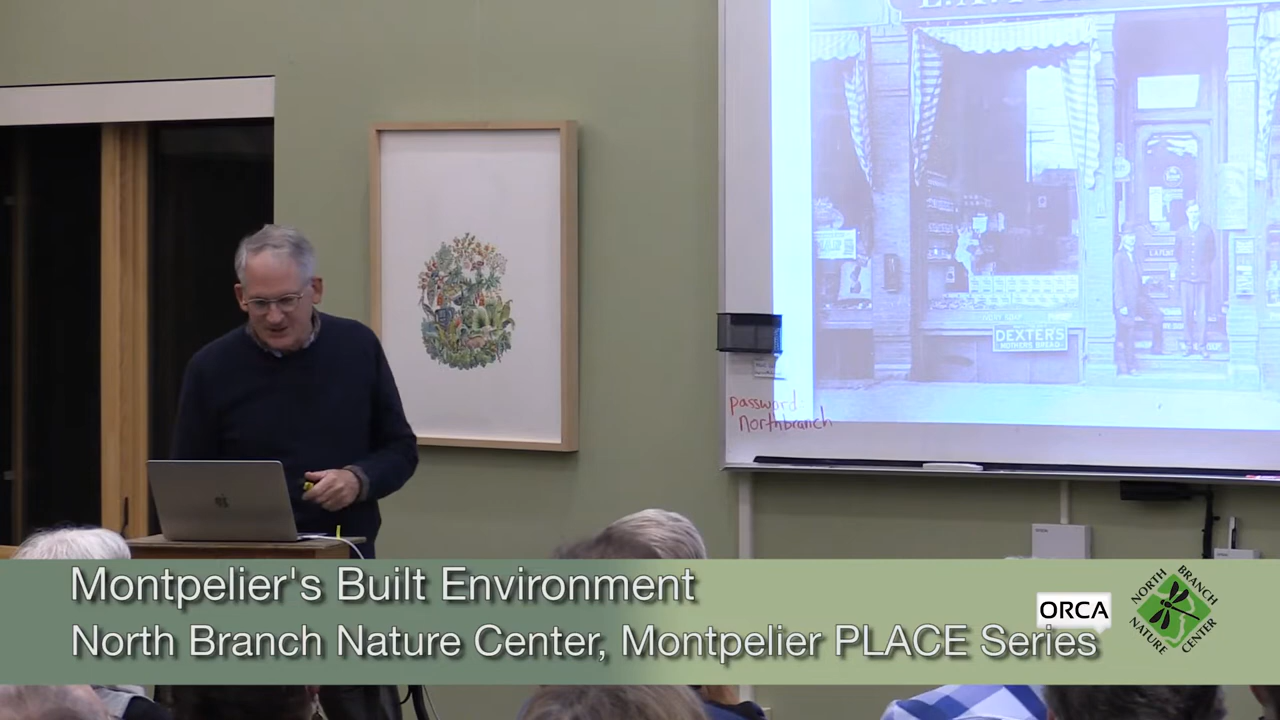 DEXTER'S
MOTHER'S BREAD
password
northbranch
Montpelier's Built Environment
North Branch Nature Center, Montpelier PLACE Series
ORCA
NORTH BRANCH
NATURE CENTER